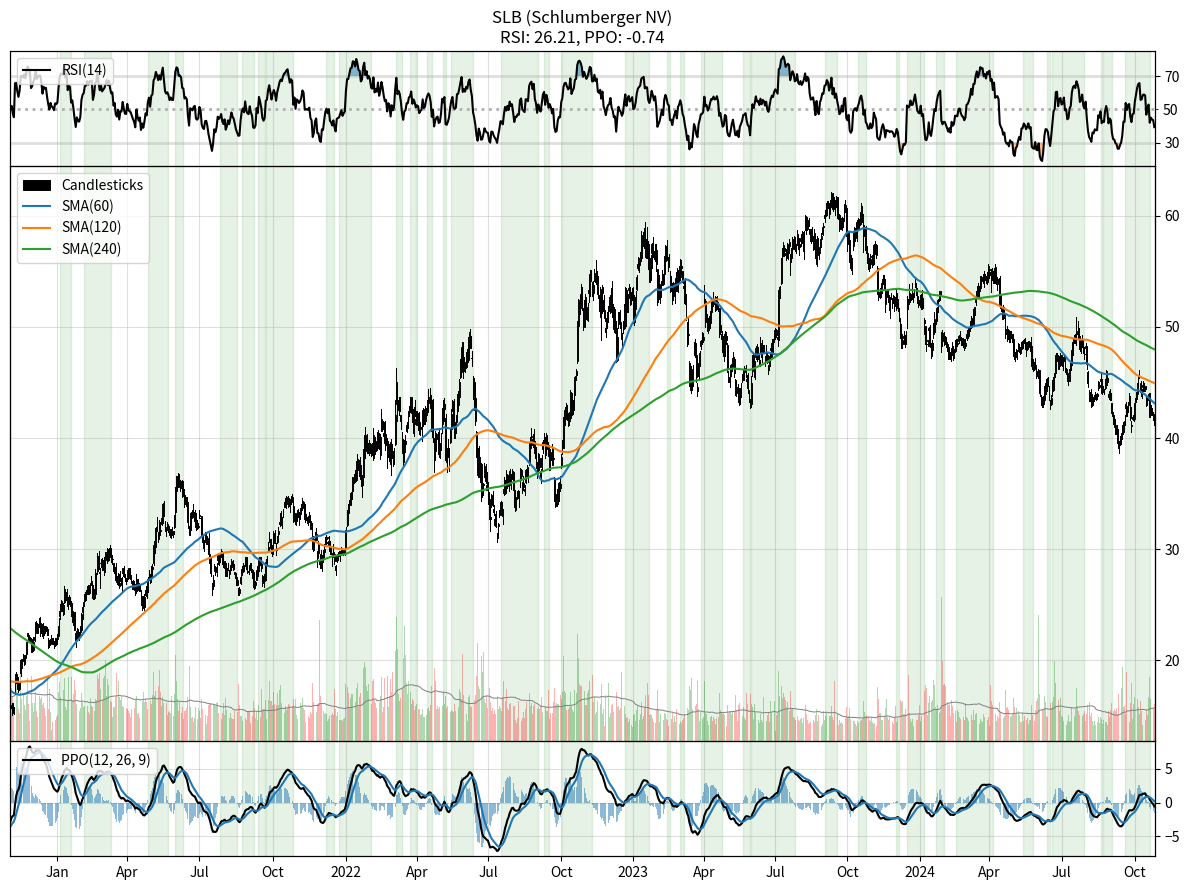 SLB (Schlumberger NV)
RSI: 26.21, PPO: -0.74
RSI(14)
70
50
30
Candlesticks
SMA(60)
SMA(120)
SMA(240)
60
50
40
30
20
PPO(12, 26, 9)
5
0
−5
Jan Apr Jul Oct 2022 Apr Jul Oct 2023 Apr Jul Oct 2024 Apr Jul Oct